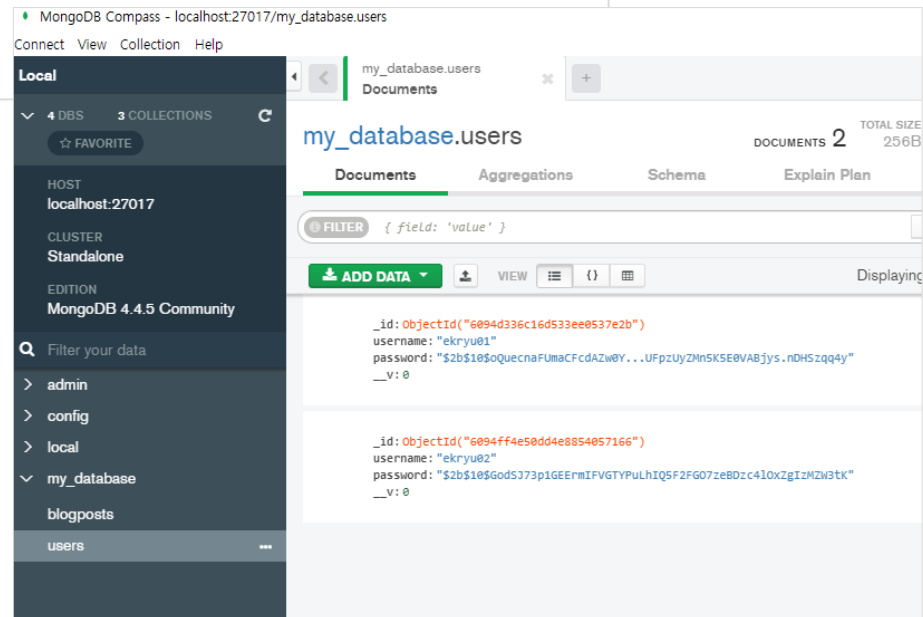 MongoDB Compass - localhost:27017/my_database.users
Connect View Collection Help
Local
4 DBS 3 COLLECTIONS
☆ FAVORITE
HOST
localhost:27017
CLUSTER
Standalone
EDITION
MongoDB 4.4.5 Community
Filter your data
admin
config
local
my_database
blogposts
users
my_database.users
Documents
my_database.users
DOCUMENTS 2
TOTAL SIZE
256B
Documents Aggregations Schema Explain Plan
FILTER { field: 'value' }
ADD DATA VIEW {} Displaying
_id: ObjectId("6094d336c16d533ee0537e2b")
username: "ekryu01"
password: "$2b$10$oQuecnaFUmaCFcdAZw0Y...UFpzUyZMn5K5E0VABjys.nDHSzqq4y"
__v: 0
_id: ObjectId("6094ff4e50dd4e8854057166")
username: "ekryu02"
password: "$2b$10$GodSJ73p1GEErmIFVGTYPuLhIQ5F2FGO7zeBDzc4lOxZgIzMZW3tK"
__v: 0